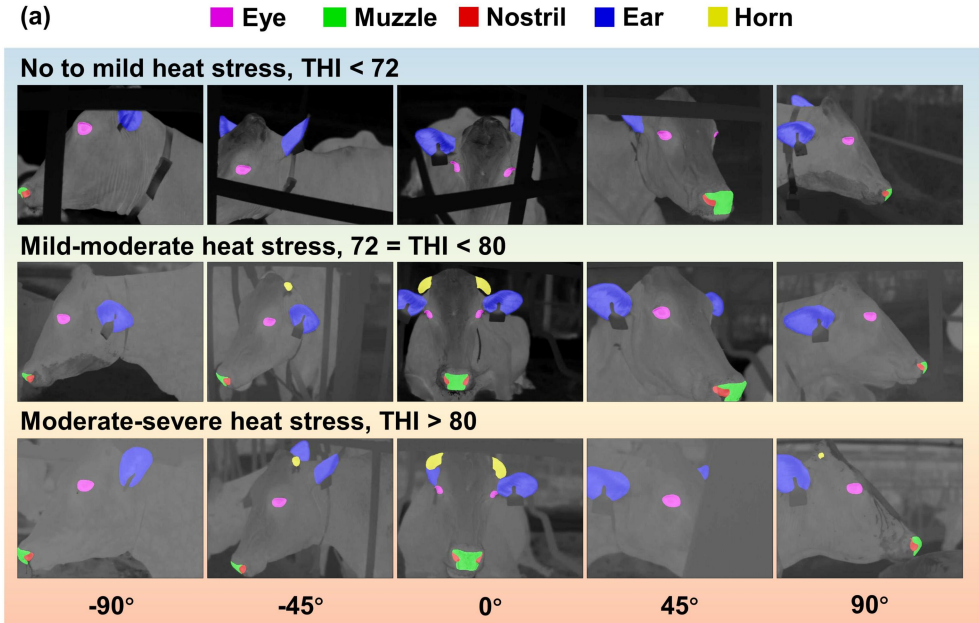 (a) Eye Muzzle Nostril Ear Horn
No to mild heat stress, THI < 72
Mild-moderate heat stress, 72 = THI < 80
Moderate-severe heat stress, THI > 80
-90° -45° 0° 45° 90°